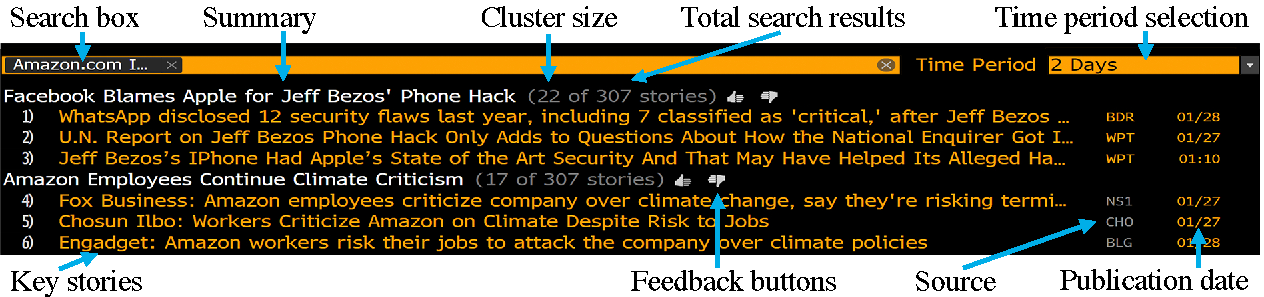 Search box Summary Cluster size Total search results Time period selection
Amazon.com I... × Time Period 2 Days
Facebook Blames Apple for Jeff Bezos' Phone Hack (22 of 307 stories)
1) WhatsApp disclosed 12 security flaws last year, including 7 classified as 'critical,' after Jeff Bezos ... BDR 01/28
2) U.N. Report on Jeff Bezos Phone Hack Only Adds to Questions About How the National Enquirer Got I... WPT 01/27
3) Jeff Bezos's IPhone Had Apple's State of the Art Security And That May Have Helped Its Alleged Ha... WPT 01:10
Amazon Employees Continue Climate Criticism (17 of 307 stories)
4) Fox Business: Amazon employees criticize company over climate change, say they're risking termi... NS1 01/27
5) Chosun Ilbo: Workers Criticize Amazon on Climate Despite Risk to Jobs CHO 01/27
6) Engadget: Amazon workers risk their jobs to attack the company over climate policies BLG 01/28
Key stories Feedback buttons Source Publication date